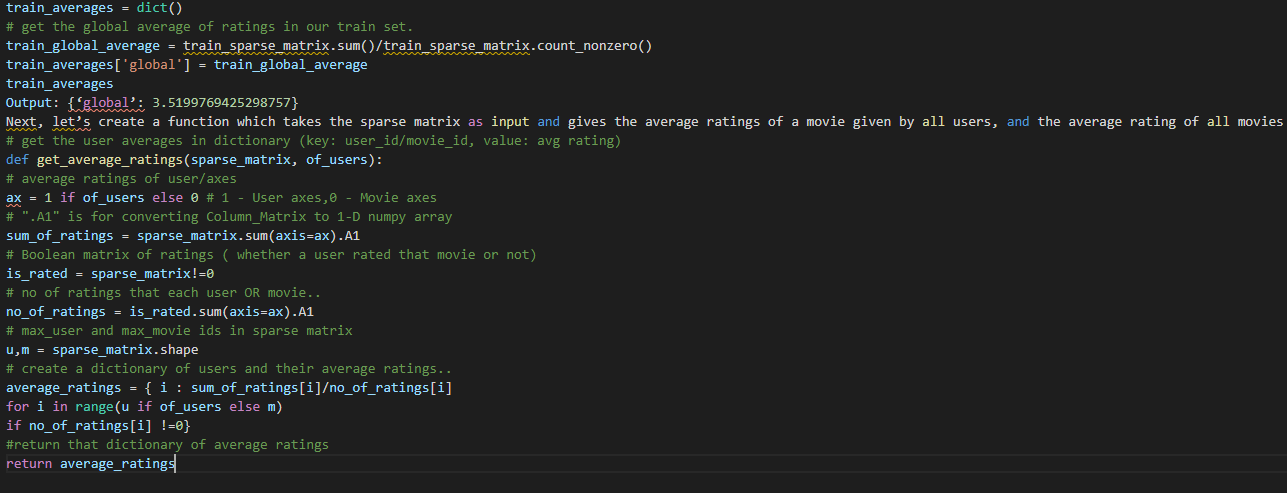 train_averages = dict()
# get the global average of ratings in our train set.
train_global_average = train_sparse_matrix.sum()/train_sparse_matrix.count_nonzero()
train_averages['global'] = train_global_average
train_averages
Output: {‘global’: 3.5199769425298757}
Next, let’s create a function which takes the sparse matrix as input and gives the average ratings of a movie given by all users, and the average rating of all movies
# get the user averages in dictionary (key: user_id/movie_id, value: avg rating)
def get_average_ratings(sparse_matrix, of_users):
# average ratings of user/axes
ax = 1 if of_users else 0 # 1 - User axes,0 - Movie axes
# ".A1" is for converting Column_Matrix to 1-D numpy array
sum_of_ratings = sparse_matrix.sum(axis=ax).A1
# Boolean matrix of ratings ( whether a user rated that movie or not)
is_rated = sparse_matrix!=0
# no of ratings that each user OR movie..
no_of_ratings = is_rated.sum(axis=ax).A1
# max_user and max_movie ids in sparse matrix
u,m = sparse_matrix.shape
# create a dictionary of users and their average ratings..
average_ratings = { i : sum_of_ratings[i]/no_of_ratings[i]
for i in range(u if of_users else m)
if no_of_ratings[i] !=0}
#return that dictionary of average ratings
return average_ratings